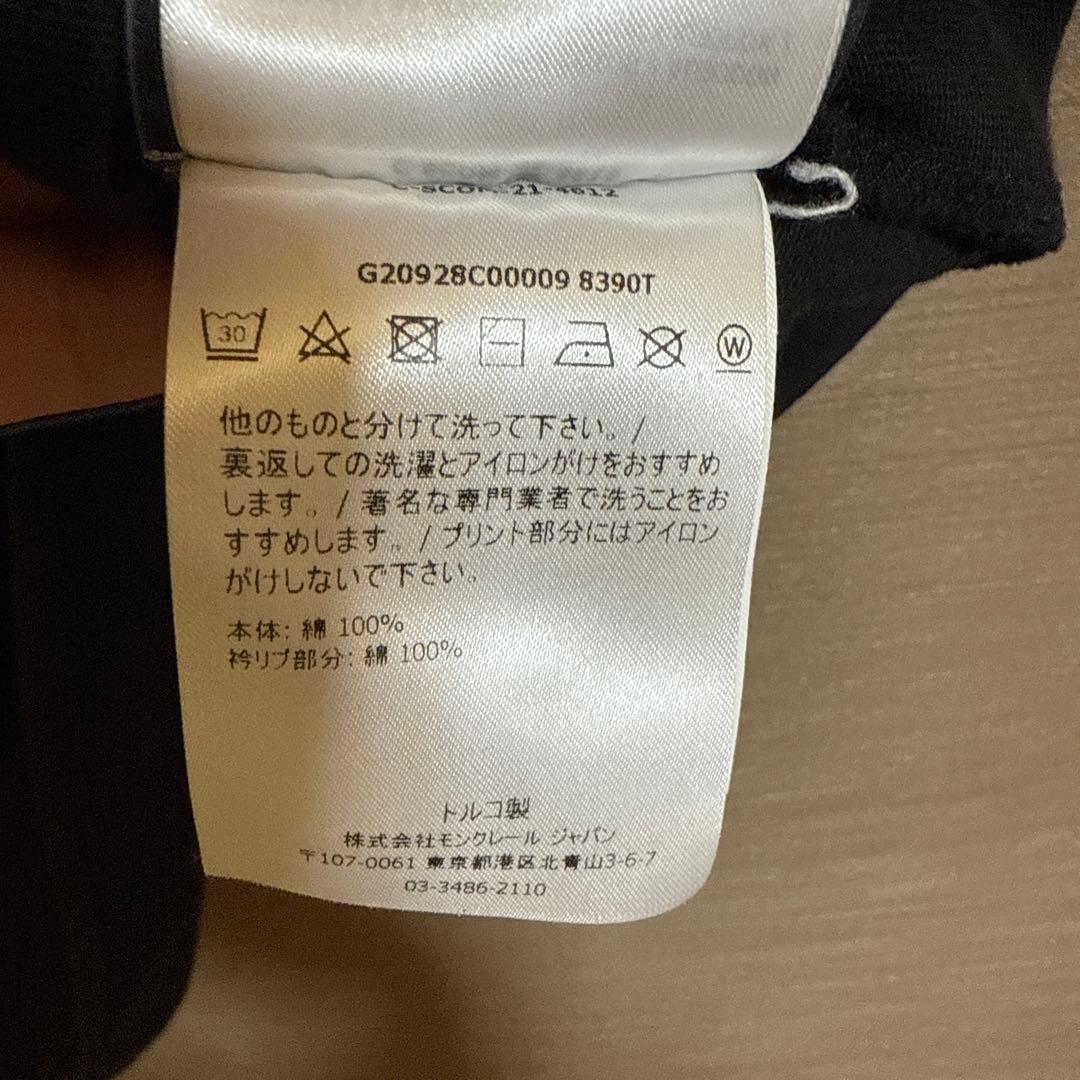 G20928C00009 8390T
30
W
他のものと分けて洗って下さい。/
裏返しての洗濯とアイロンがけをおすすめ
します。/ 著名な専門業者で洗うことをお
すすめします。/ プリント部分にはアイロン
がけしないで下さい。
本体: 綿 100%
衿リブ部分: 綿 100%
トルコ製
株式会社モンクレール ジャパン
〒107-0061 東京都港区北青山3-6-7
03-3486-2110